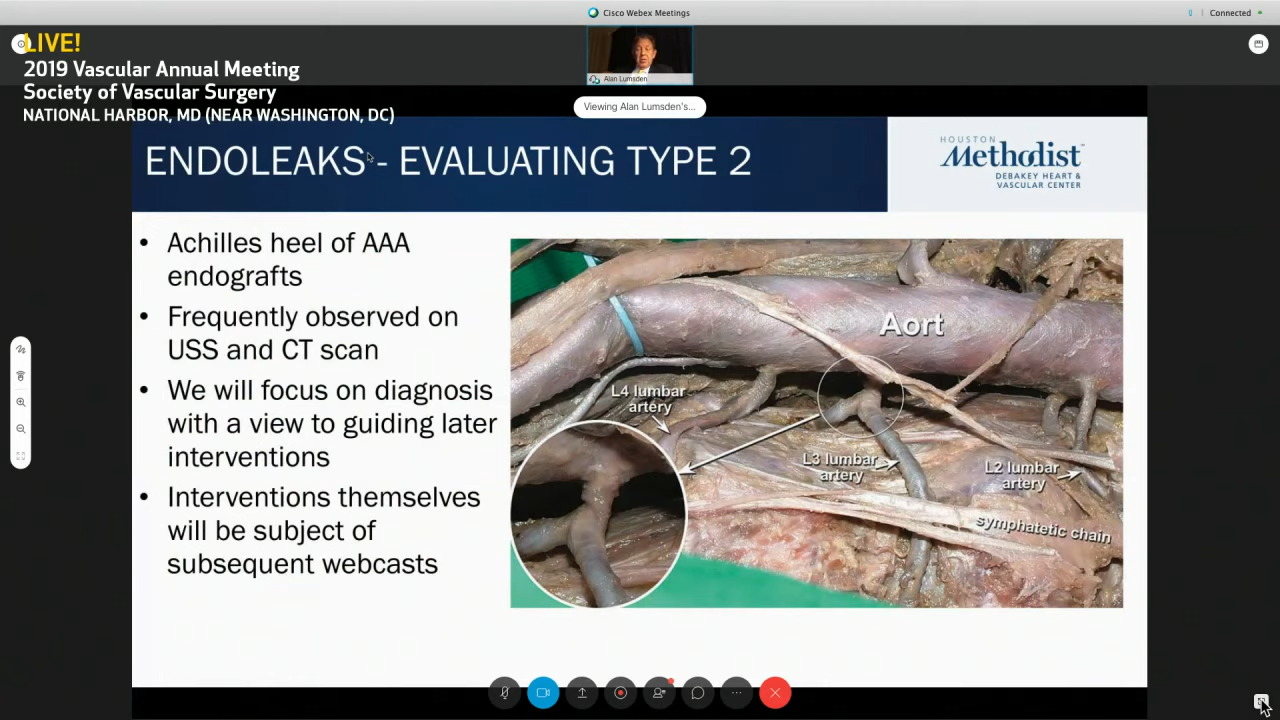 Cisco Webex Meetings
Connected
LIVE!
2019 Vascular Annual Meeting
Society of Vascular Surgery
NATIONAL HARBOR, MD (NEAR WASHINGTON, DC)
Alan Lumsden
Viewing Alan Lumsden's...
ENDOLEAKS - EVALUATING TYPE 2
HOUSTON
Methodist
DEBAKEY HEART &
VASCULAR CENTER
• Achilles heel of AAA
endografts
• Frequently observed on
USS and CT scan
• We will focus on diagnosis
with a view to guiding later
interventions
• Interventions themselves
will be subject of
subsequent webcasts
Aort
L4 lumbar
artery
L3 lumbar
artery
L2 lumbar
artery
symphatetic chain